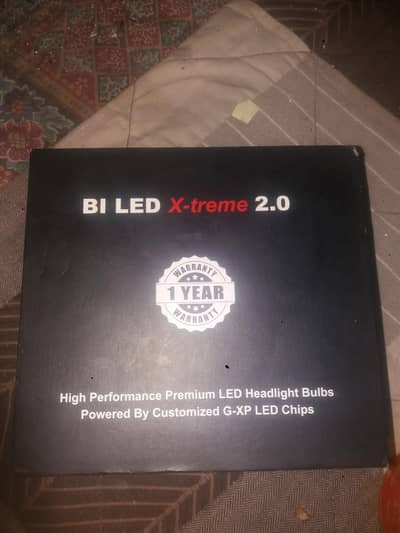 BI LED X-treme 2.0
WARRANTY
1 YEAR
WARRANTY
High Performance Premium LED Headlight Bulbs
Powered By Customized G-XP LED Chips